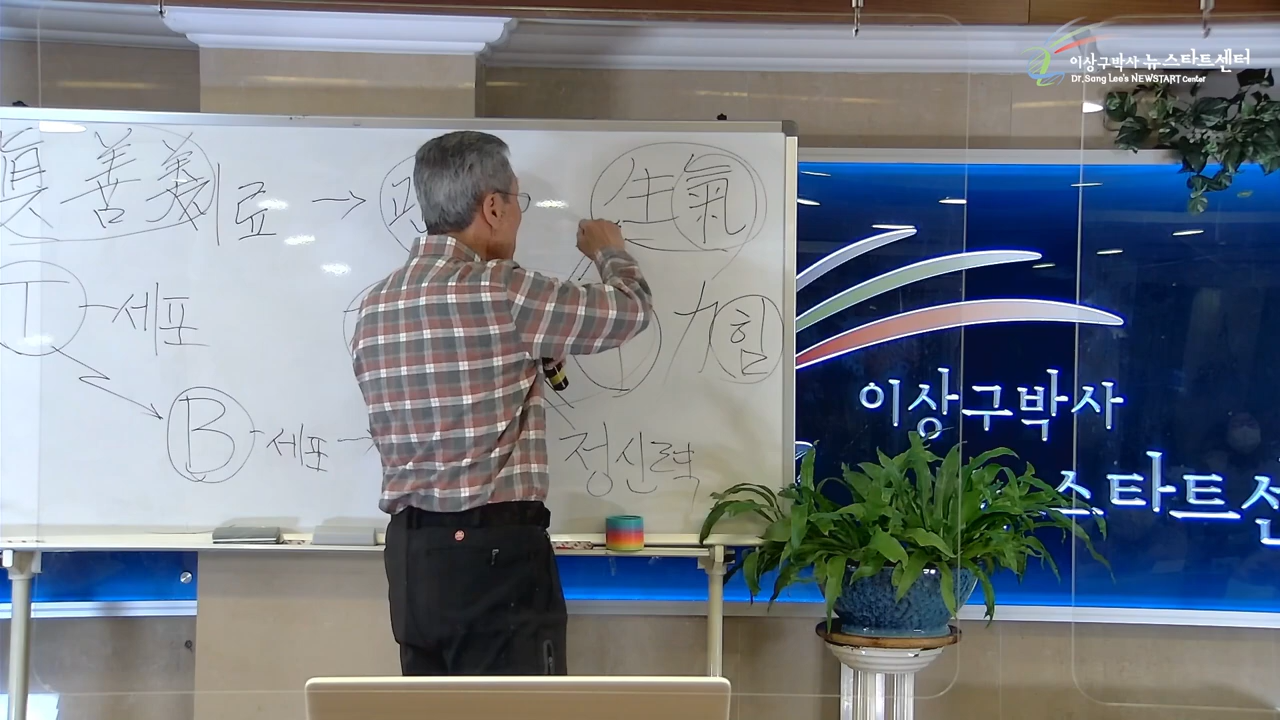 이상구박사 뉴스타트센터
Dr.Sang Lee's NEWSTART Center
眞 善 美 료 → 生氣
T-세포 力 힘
B-세포 → 정신력
이상구박사
스타트센